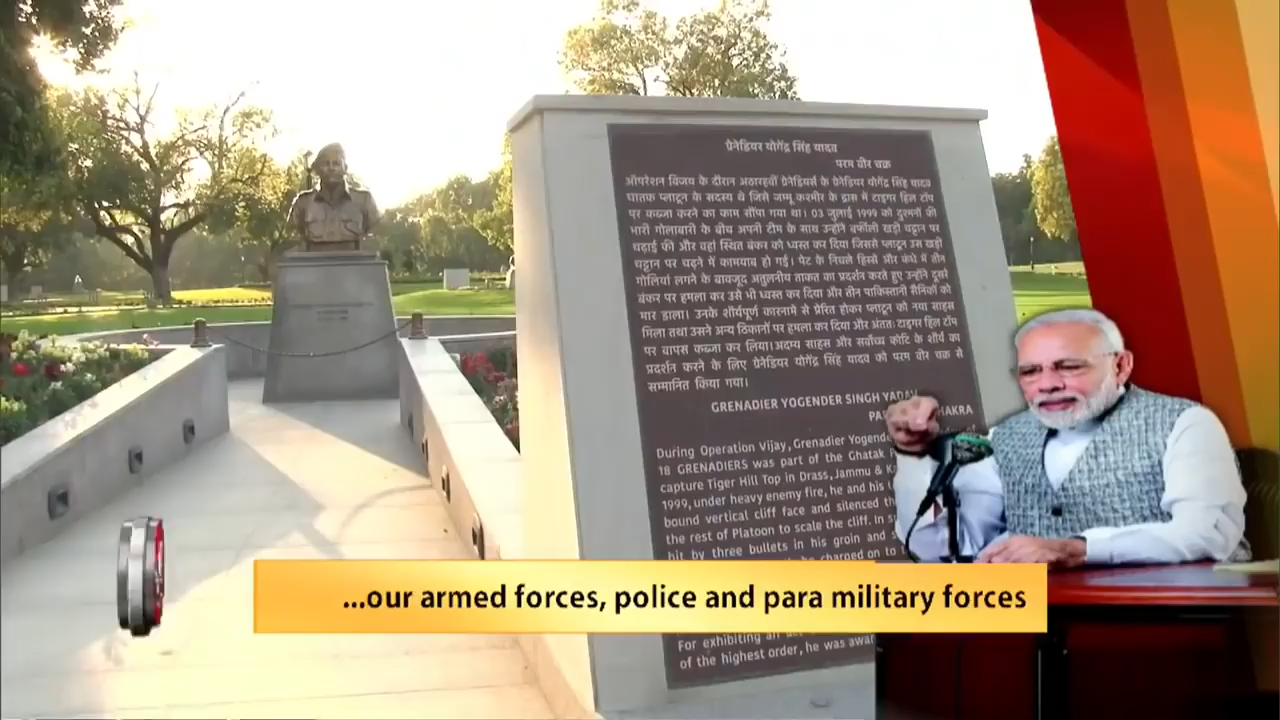 ग्रेनेडियर योगेंद्र सिंह यादव
परम वीर चक्र
ऑपरेशन विजय के दौरान अठारहवीं ग्रेनेडियर्स के ग्रेनेडियर योगेंद्र सिंह यादव
घातक प्लाटून के सदस्य थे जिसे जम्मू कश्मीर के द्रास में टाइगर हिल टॉप
पर कब्जा करने का काम सौंपा गया था। 03 जुलाई 1999 को दुश्मनों की
भारी गोलाबारी के बीच अपनी टीम के साथ उन्होंने बर्फीली खड़ी चट्टान पर
चढ़ाई की और वहां स्थित बंकर को ध्वस्त कर दिया जिससे प्लाटून उस खड़ी
चट्टान पर चढ़ने में कामयाब हो गई। पेट के निचले हिस्से और कंधे में तीन
गोलियां लगने के बावजूद अतुलनीय ताकत का प्रदर्शन करते हुए उन्होंने दूसरे
बंकर पर हमला कर उसे भी ध्वस्त कर दिया और तीन पाकिस्तानी सैनिकों को
मार डाला। उनके शौर्यपूर्ण कारनामे से प्रेरित होकर प्लाटून को नया साहस
मिला तथा उसने अन्य ठिकानों पर हमला कर दिया और अंततः टाइगर हिल टॉप
पर वापस कब्जा कर लिया। अदम्य साहस और सर्वोच्च कोटि के शौर्य का
प्रदर्शन करने के लिए ग्रेनेडियर योगेंद्र सिंह यादव को परम वीर चक्र से
सम्मानित किया गया।
GRENADIER YOGENDER SINGH YADAV
CHAKRA
During Operation Vijay, Grenadier
18 GRENADIERS was part of the Ghatak
capture Tiger Hill Top in Drass, Jammu &
1999, under heavy enemy fire, he and his
bound vertical cliff face and silenced
the rest of Platoon to scale the cliff. In
hit by three bullets in his groin and
charged on to
...our armed forces, police and para military forces
For exhibiting an
of the highest order, he was